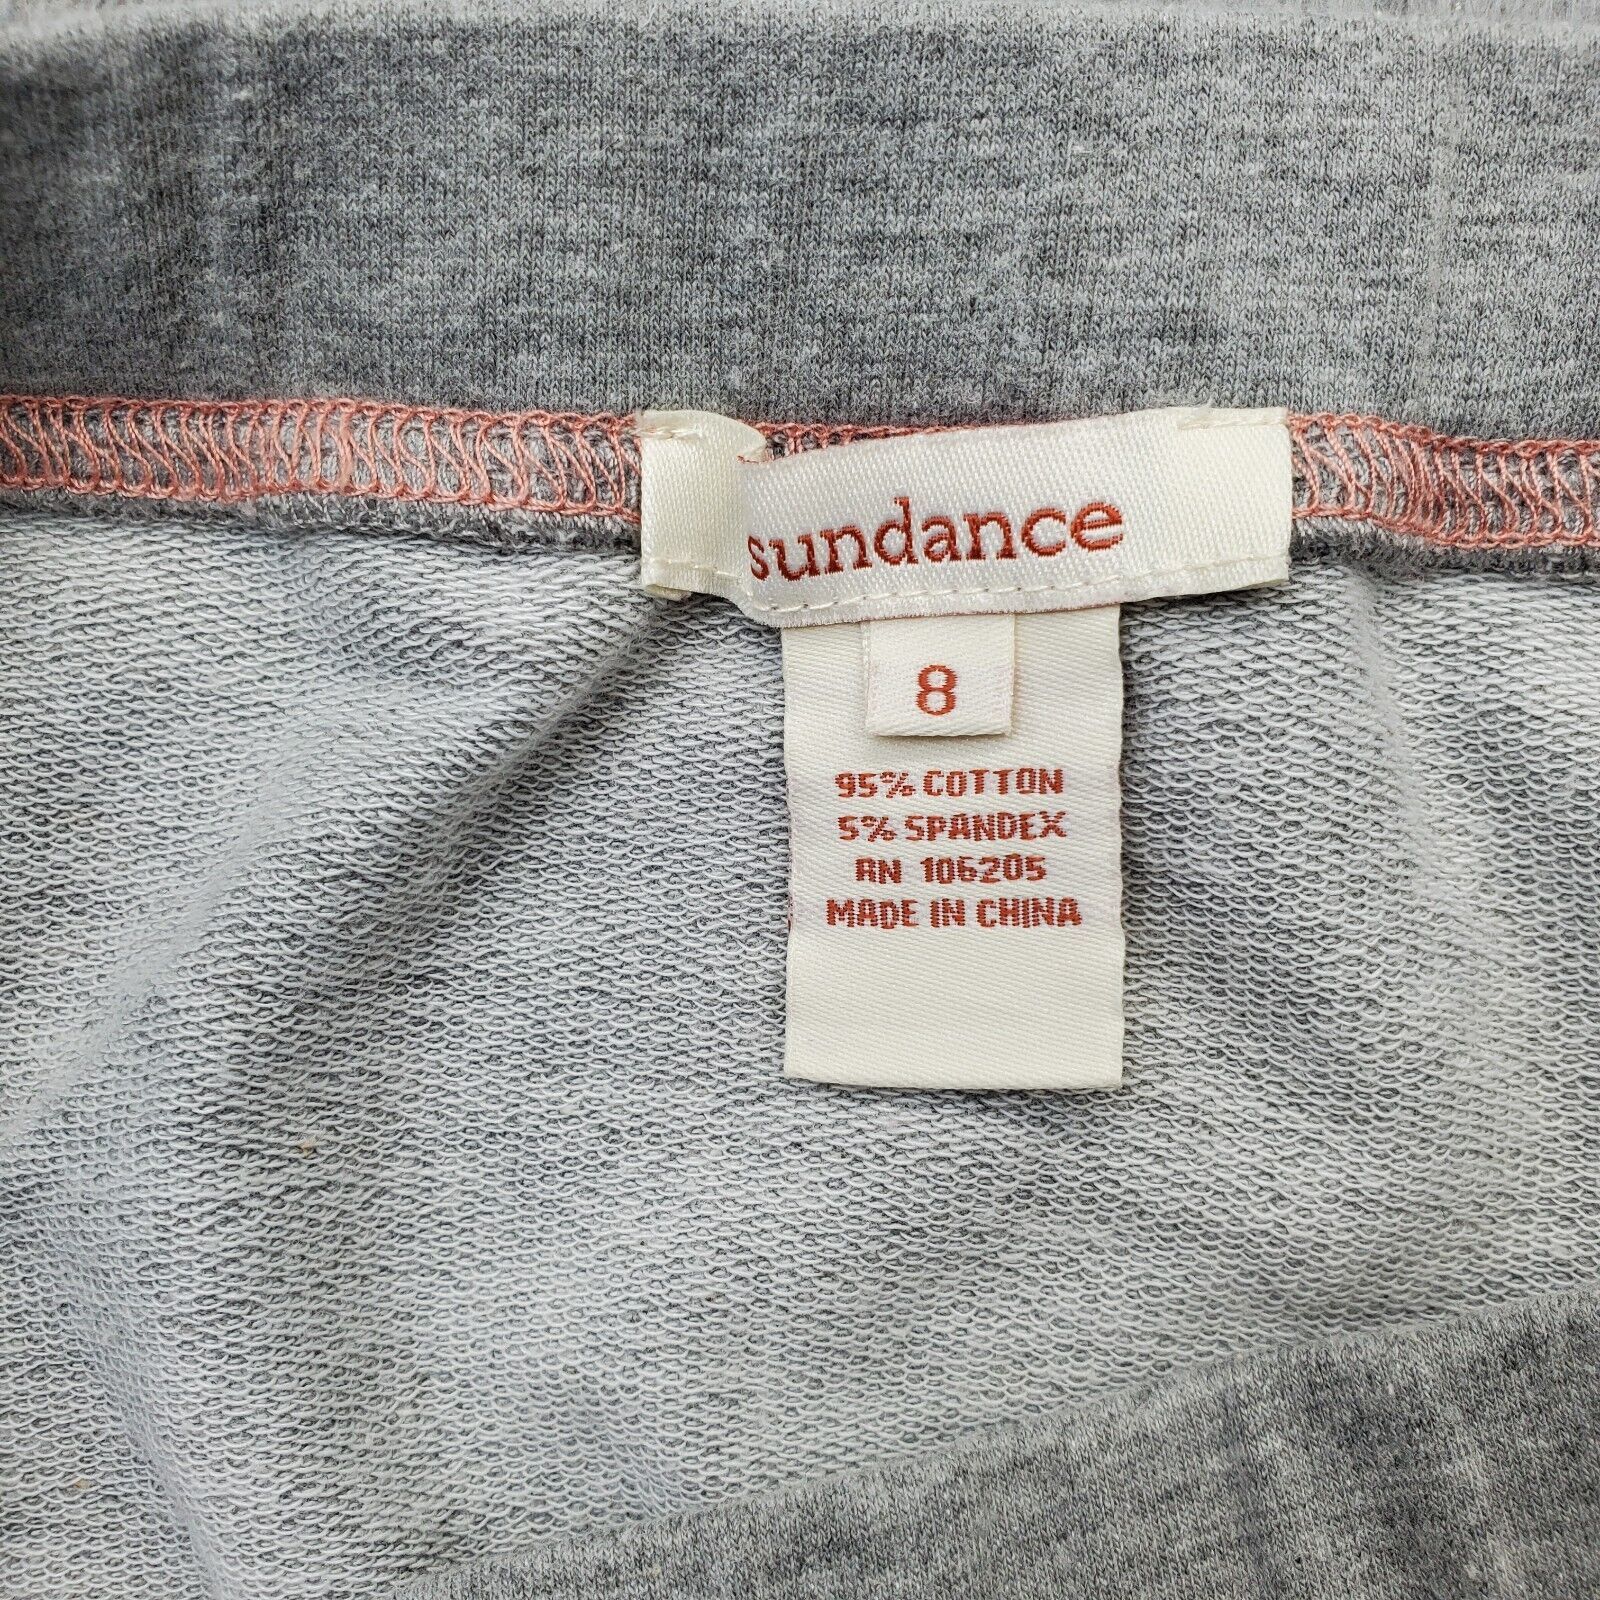 sundance
8
95% COTTON
5% SPANDEX
RN 106205
MADE IN CHINA